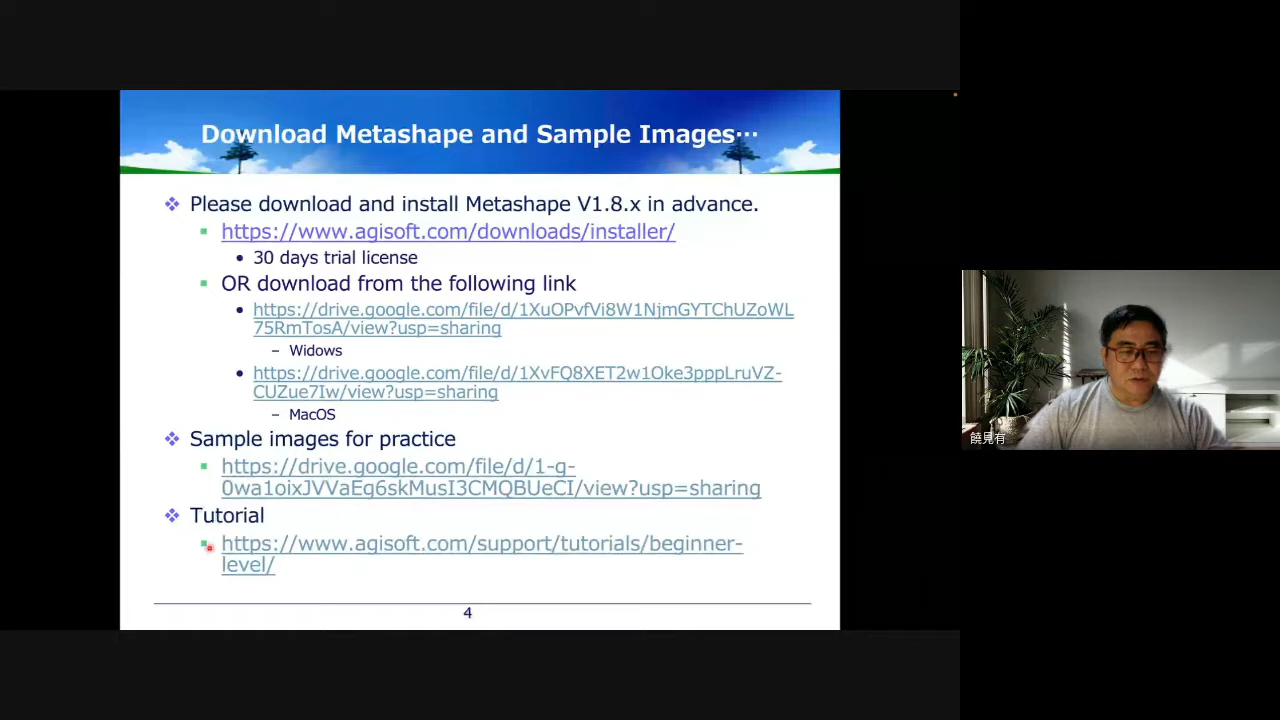 Download Metashape and Sample Images…
Please download and install Metashape V1.8.x in advance.
https://www.agisoft.com/downloads/installer/
30 days trial license
OR download from the following link
https://drive.google.com/file/d/1XuOPvfVi8W1NjmGYTChUZoWL
75RmTosA/view?usp=sharing
– Widows
https://drive.google.com/file/d/1XvFQ8XET2w1Oke3pppLruVZ-
CUZue7Iw/view?usp=sharing
– MacOS
Sample images for practice
https://drive.google.com/file/d/1-g-
0wa1oixJVVaEq6skMusI3CMQBUeCI/view?usp=sharing
Tutorial
https://www.agisoft.com/support/tutorials/beginner-
level/
4
饒見有